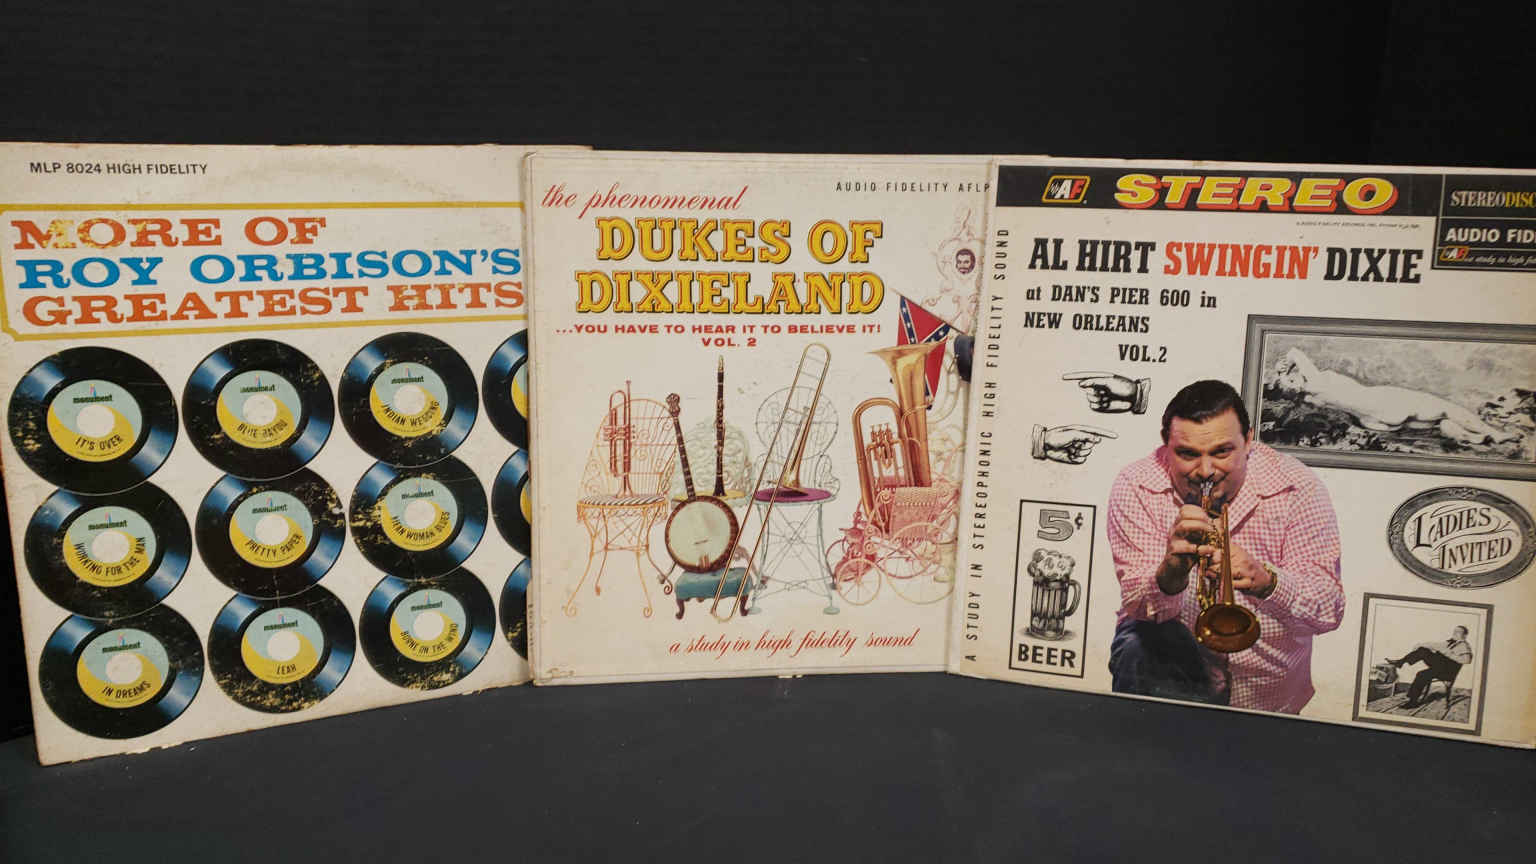 MLP 8024 HIGH FIDELITY
MORE OF
ROY ORBISON'S
GREATEST HITS
monument
IT'S OVER
monument
BLUE BAYOU
monument
INDIAN WEDDING
monument
WORKING FOR THE MAN
monument
PRETTY PAPER
monument
MEAN WOMAN BLUES
monument
IN DREAMS
monument
LEAH
monument
BORNE ON THE WIND
AUDIO FIDELITY AFLP
the phenomenal
DUKES OF
DIXIELAND
...YOU HAVE TO HEAR IT TO BELIEVE IT!
VOL. 2
a study in high fidelity sound
A STUDY IN STEREOPHONIC HIGH FIDELITY SOUND
AF
STEREO
STEREODISC
AUDIO FIDE
AF
a study in high
AL HIRT SWINGIN' DIXIE
at DAN'S PIER 600 in
NEW ORLEANS
VOL.2
5¢
BEER
LADIES
INVITED